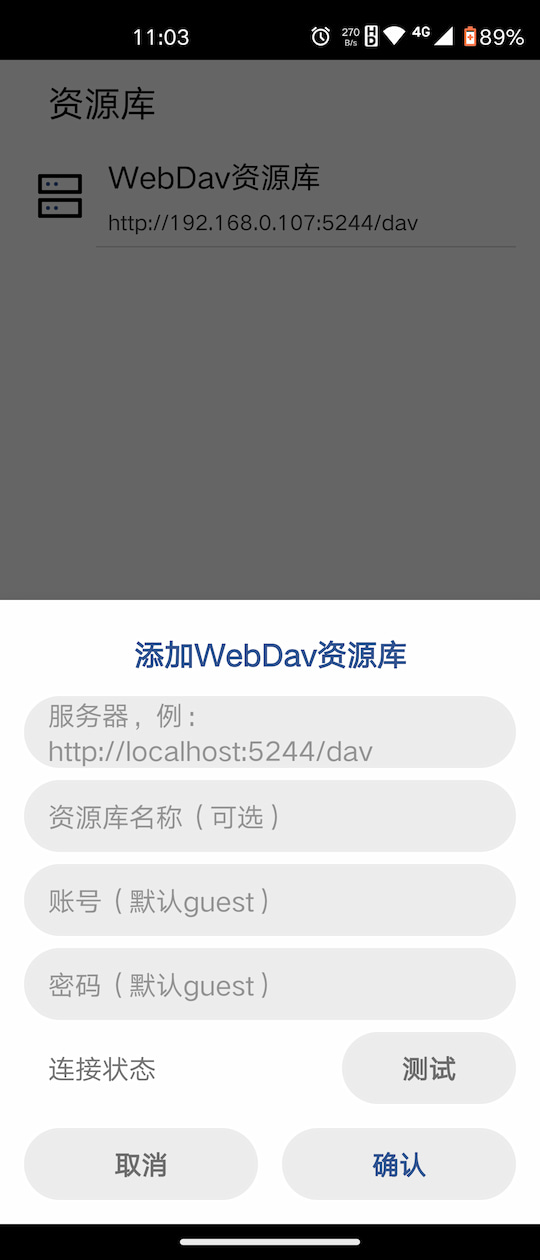 11:03
270
B/s
HD
4G
89%
资源库
WebDav资源库
http://192.168.0.107:5244/dav
添加WebDav资源库
服务器，例：
http://localhost:5244/dav
资源库名称（可选）
账号（默认guest）
密码（默认guest）
连接状态
测试
取消
确认